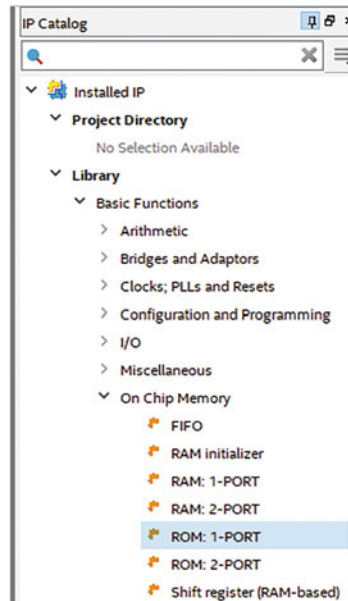 IP Catalog
Installed IP
Project Directory
No Selection Available
Library
Basic Functions
Arithmetic
Bridges and Adaptors
Clocks; PLLs and Resets
Configuration and Programming
I/O
Miscellaneous
On Chip Memory
FIFO
RAM initializer
RAM: 1-PORT
RAM: 2-PORT
ROM: 1-PORT
ROM: 2-PORT
Shift register (RAM-based)